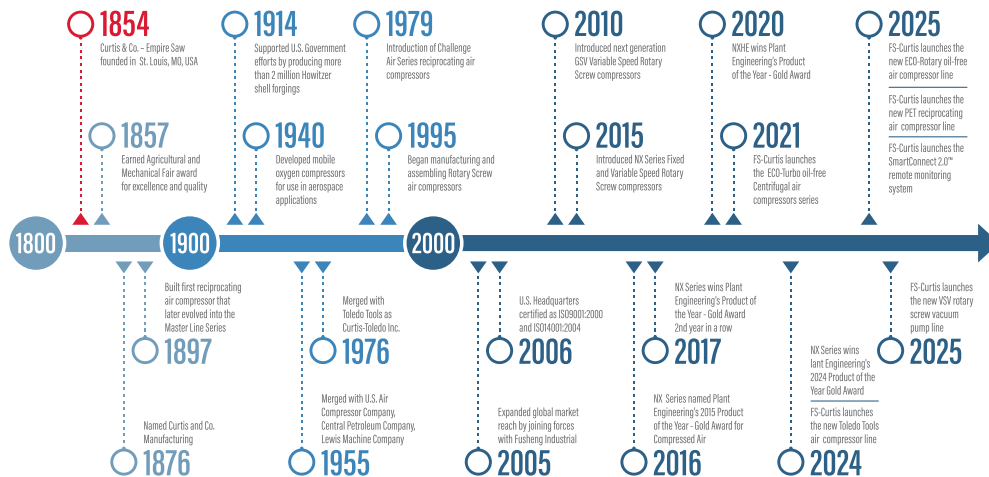 1854
Curtis & Co. – Empire Saw
founded in St. Louis, MO, USA
1914
Supported U.S. Government
efforts by producing more
than 2 million Howitzer
shell forgings
1979
Introduction of Challenge
Air Series reciprocating air
compressors
2010
Introduced next generation
GSV Variable Speed Rotary
Screw compressors
2020
NXHE wins Plant
Engineering's Product
of the Year - Gold Award
2025
FS-Curtis launches the
new ECO-Rotary oil-free
air compressor line
FS-Curtis launches the
new PET reciprocating
air compressor line
FS-Curtis launches the
SmartConnect 2.0™
remote monitoring
system
1857
Earned Agricultural and
Mechanical Fair award
for excellence and quality
1940
Developed mobile
oxygen compressors
for use in aerospace
applications
1995
Began manufacturing and
assembling Rotary Screw
air compressors
2015
Introduced NX Series Fixed
and Variable Speed Rotary
Screw compressors
2021
FS-Curtis launches
the ECO-Turbo oil-free
Centrifugal air
compressors series
1800
1900
2000
Built first reciprocating
air compressor that
later evolved into the
Master Line Series
1897
Merged with
Toledo Tools as
Curtis-Toledo Inc.
1976
U.S. Headquarters
certified as ISO9001:2000
and ISO14001:2004
2006
NX Series wins Plant
Engineering's Product of
the Year - Gold Award
2nd year in a row
2017
FS-Curtis launches
the new VSV rotary
screw vacuum
pump line
2025
Named Curtis and Co.
Manufacturing
1876
Merged with U.S. Air
Compressor Company,
Central Petroleum Company,
Lewis Machine Company
1955
Expanded global market
reach by joining forces
with Fusheng Industrial
2005
NX Series named Plant
Engineering's 2015 Product
of the Year - Gold Award for
Compressed Air
2016
NX Series wins
lant Engineering's
2024 Product of the
Year Gold Award
FS-Curtis launches
the new Toledo Tools
air compressor line
2024